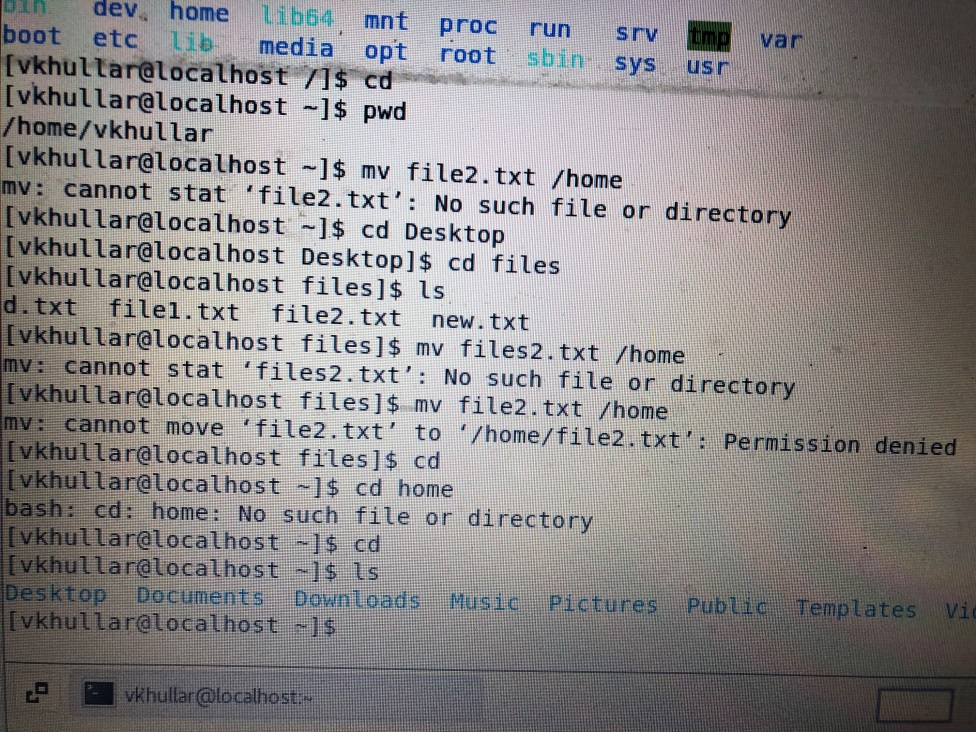 bin dev home lib64 mnt proc run srv tmp var
boot etc lib media opt root sbin sys usr
[vkhullar@localhost /]$ cd
[vkhullar@localhost ~]$ pwd
/home/vkhullar
[vkhullar@localhost ~]$ mv file2.txt /home
mv: cannot stat ‘file2.txt’: No such file or directory
[vkhullar@localhost ~]$ cd Desktop
[vkhullar@localhost Desktop]$ cd files
[vkhullar@localhost files]$ ls
d.txt file1.txt file2.txt new.txt
[vkhullar@localhost files]$ mv files2.txt /home
mv: cannot stat ‘files2.txt’: No such file or directory
[vkhullar@localhost files]$ mv file2.txt /home
mv: cannot move ‘file2.txt’ to ‘/home/file2.txt’: Permission denied
[vkhullar@localhost files]$ cd
[vkhullar@localhost ~]$ cd home
bash: cd: home: No such file or directory
[vkhullar@localhost ~]$ cd
[vkhullar@localhost ~]$ ls
Desktop Documents Downloads Music Pictures Public Templates Vi
[vkhullar@localhost ~]$
vkhullar@localhost:~